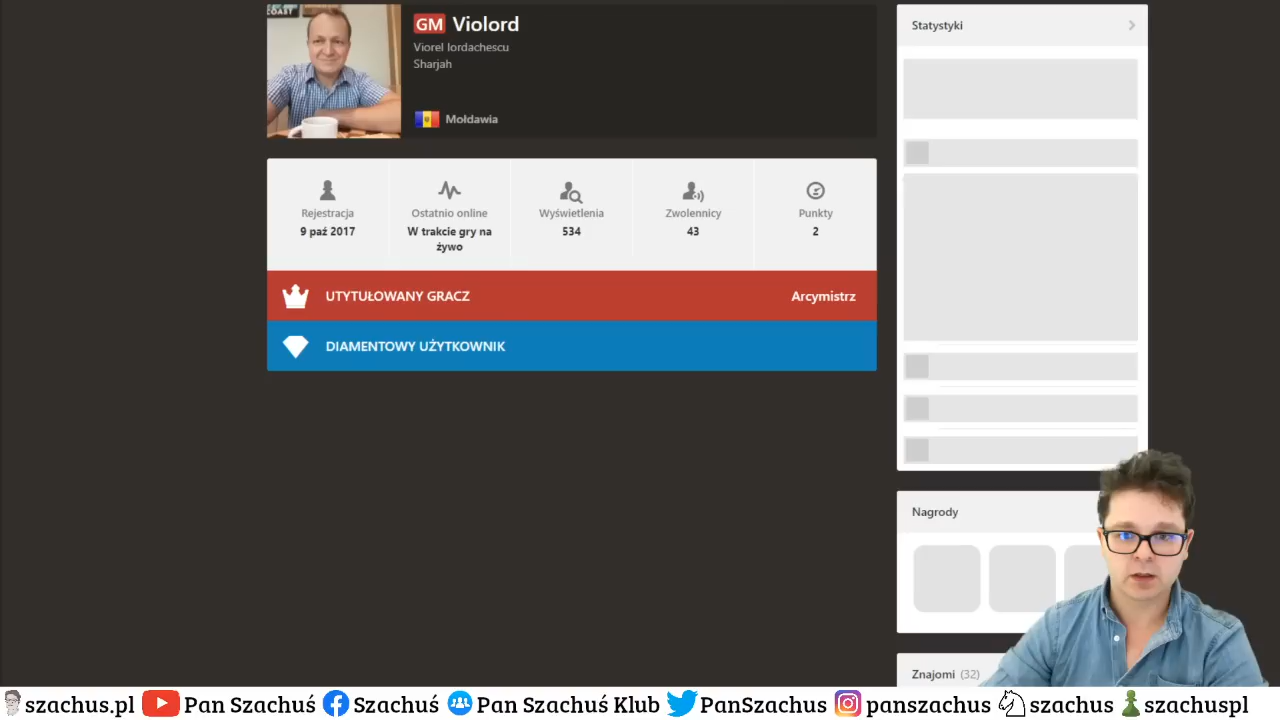 COAST
GM Violord
Viorel Iordachescu
Sharjah
Mołdawia
Rejestracja
9 paź 2017
Ostatnio online
W trakcie gry na
żywo
Wyświetlenia
534
Zwolennicy
43
Punkty
2
UTYTUŁOWANY GRACZ
Arcymistrz
DIAMENTOWY UŻYTKOWNIK
Statystyki
Nagrody
Znajomi (32)
szachus.pl Pan Szachuś Szachuś Pan Szachuś Klub PanSzachus panszachus szachus szachuspl